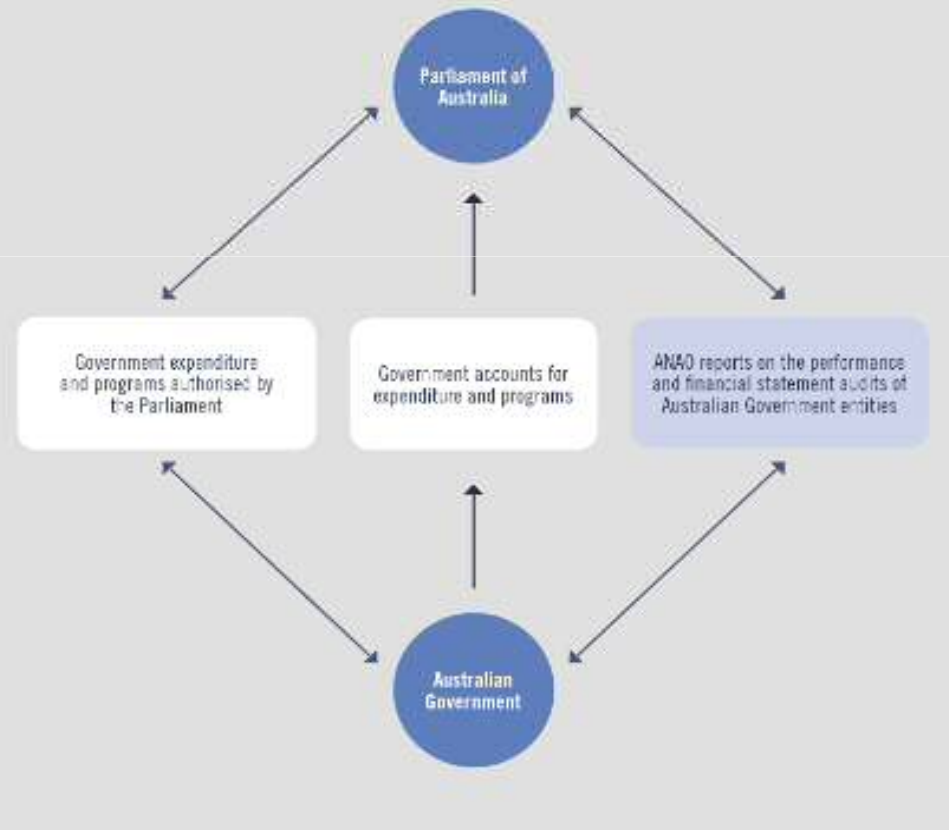 Parliament of
Australia
Government expenditure
and programs authorised by
the Parliament
Government accounts for
expenditure and programs
ANAO reports on the performance
and financial statement audits of
Australian Government entities
Australian
Government